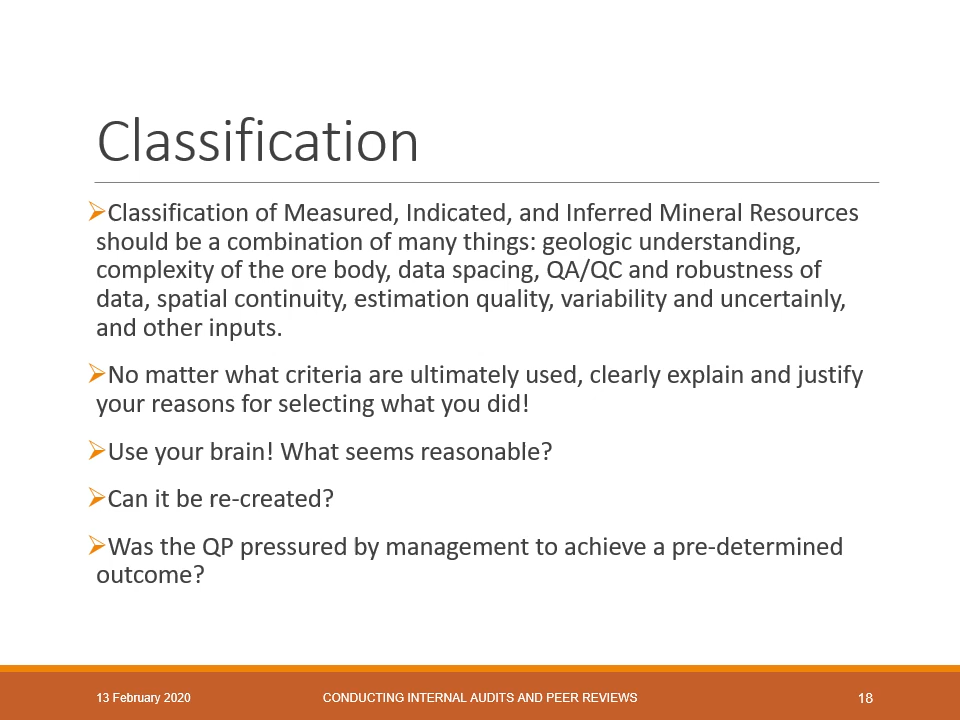 Classification
Classification of Measured, Indicated, and Inferred Mineral Resources
should be a combination of many things: geologic understanding,
complexity of the ore body, data spacing, QA/QC and robustness of
data, spatial continuity, estimation quality, variability and uncertainly,
and other inputs.
No matter what criteria are ultimately used, clearly explain and justify
your reasons for selecting what you did!
Use your brain! What seems reasonable?
Can it be re-created?
Was the QP pressured by management to achieve a pre-determined
outcome?
13 February 2020 CONDUCTING INTERNAL AUDITS AND PEER REVIEWS 18